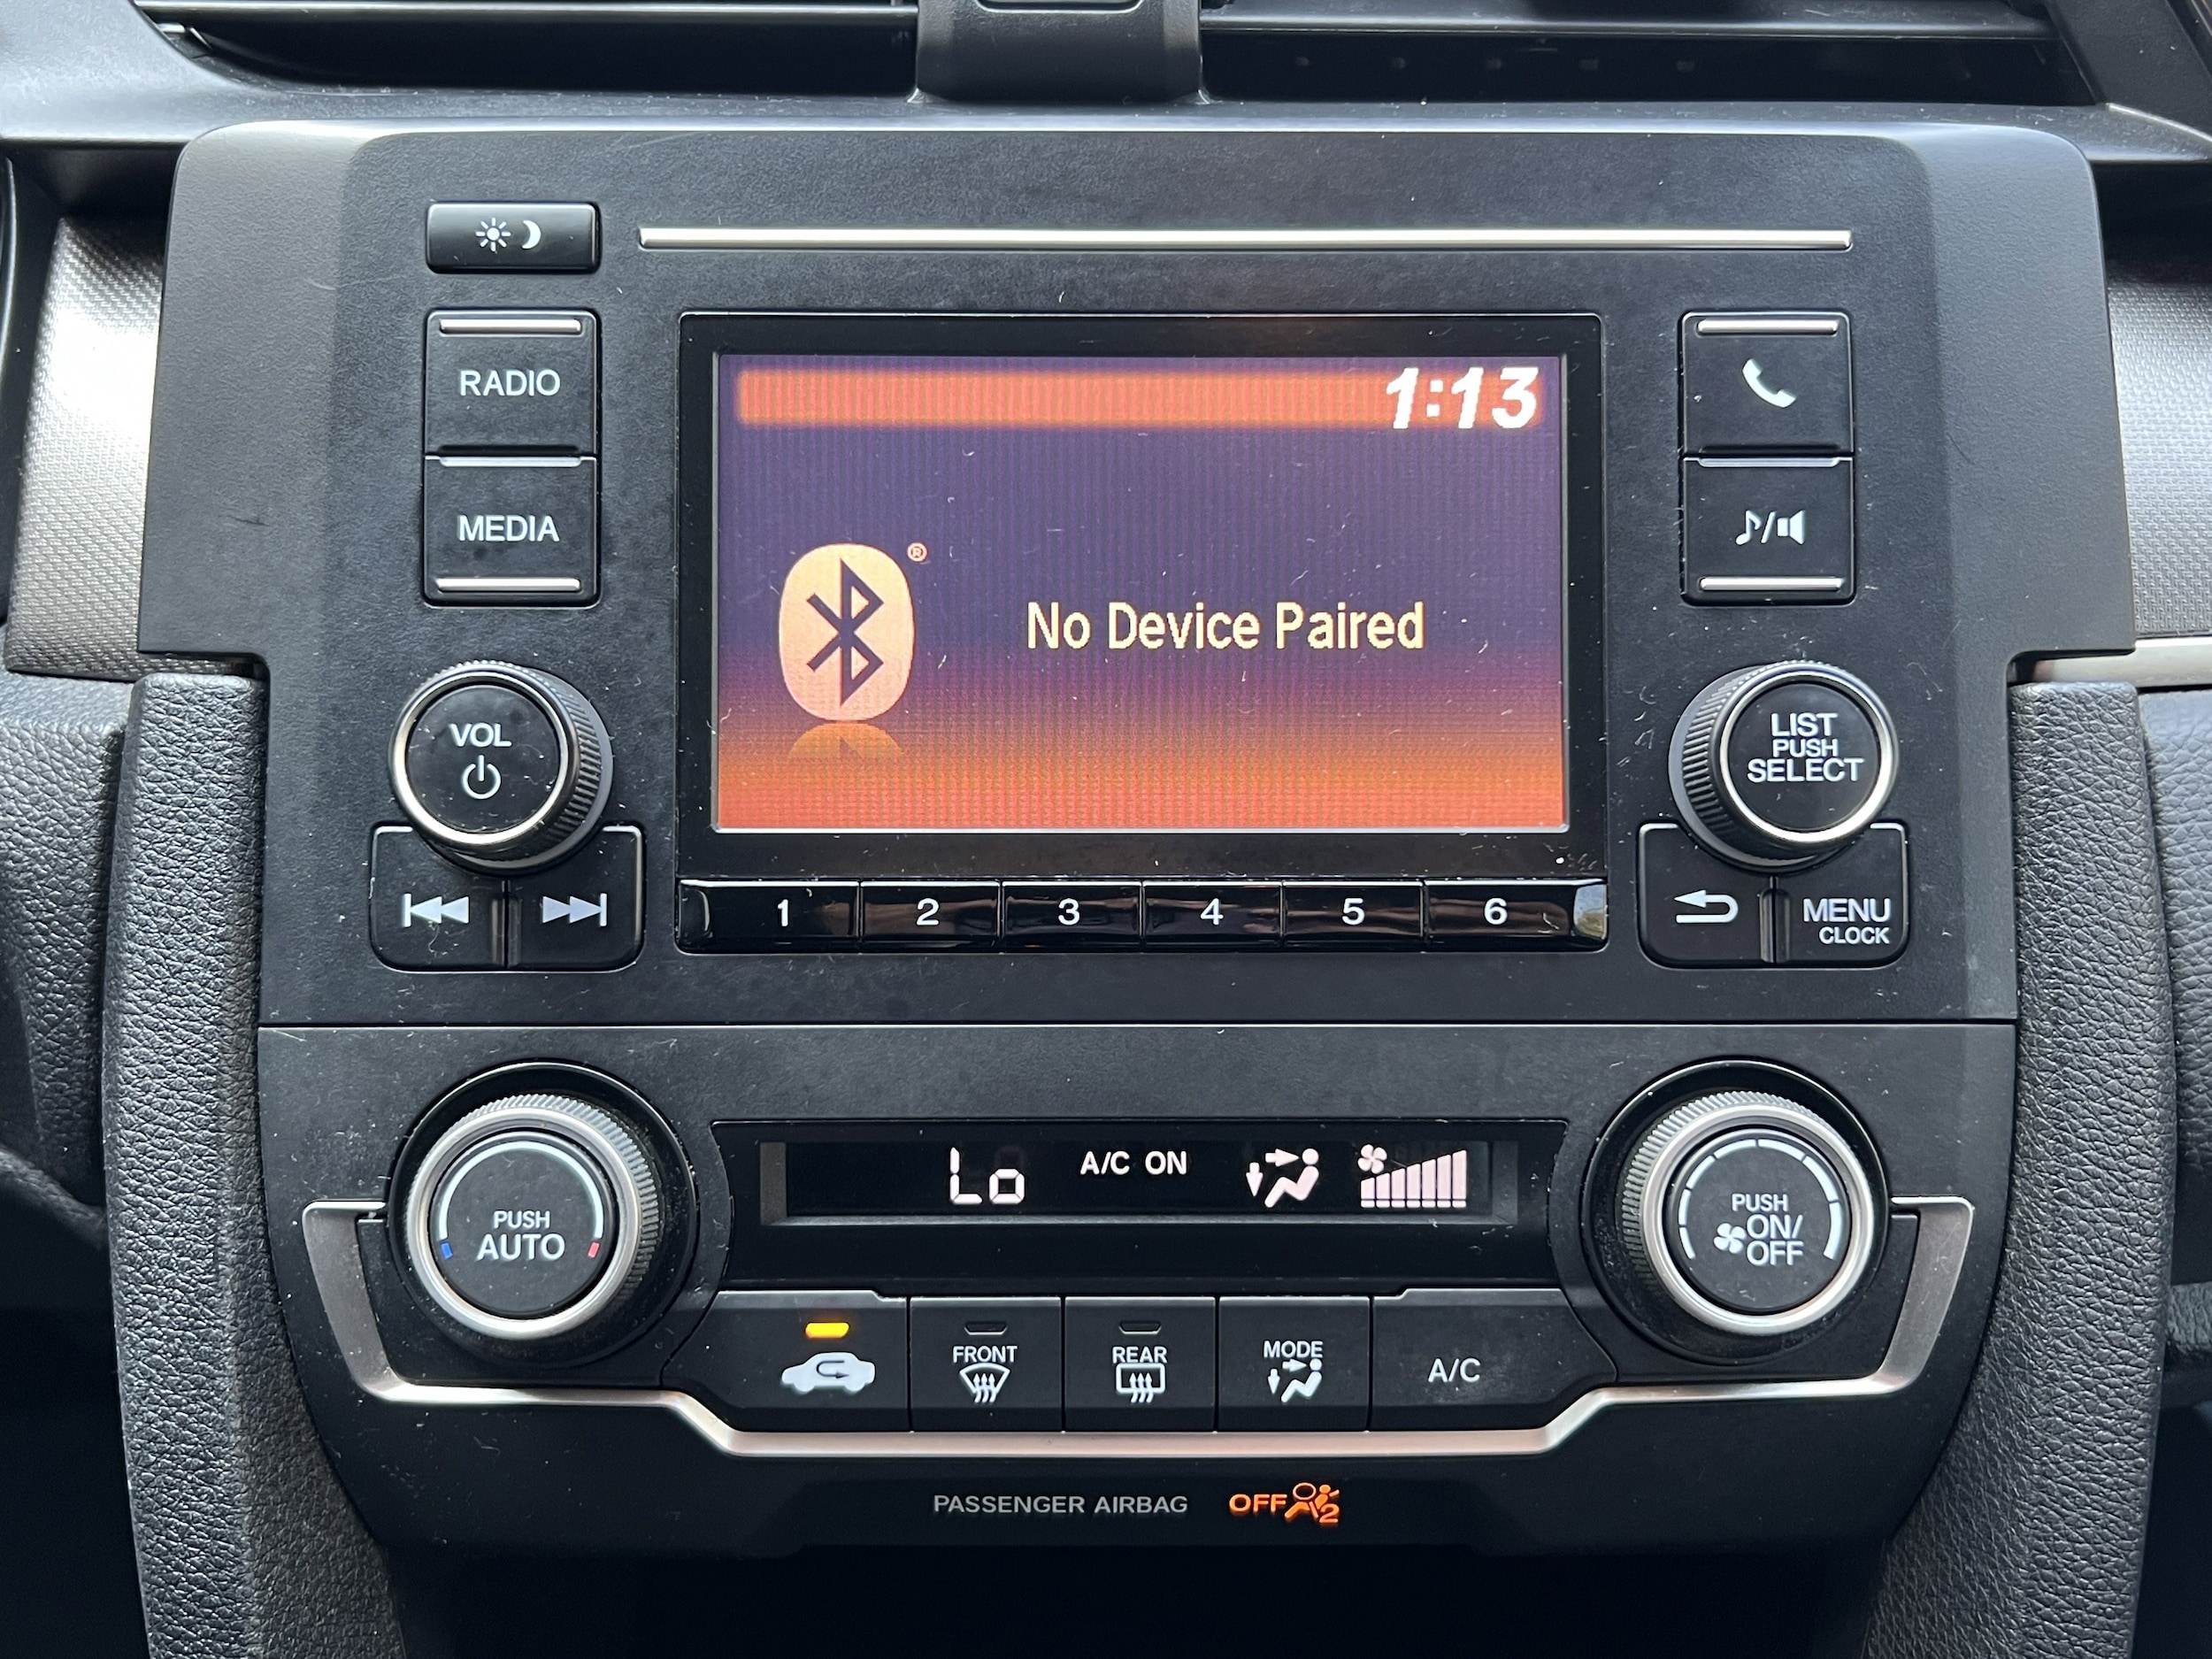 RADIO
MEDIA
1:13
®
No Device Paired
VOL
LIST
PUSH
SELECT
1 2 3 4 5 6
MENU
CLOCK
Lo A/C ON
PUSH
AUTO
PUSH
ON/
OFF
FRONT
REAR
MODE
A/C
PASSENGER AIRBAG OFF 2